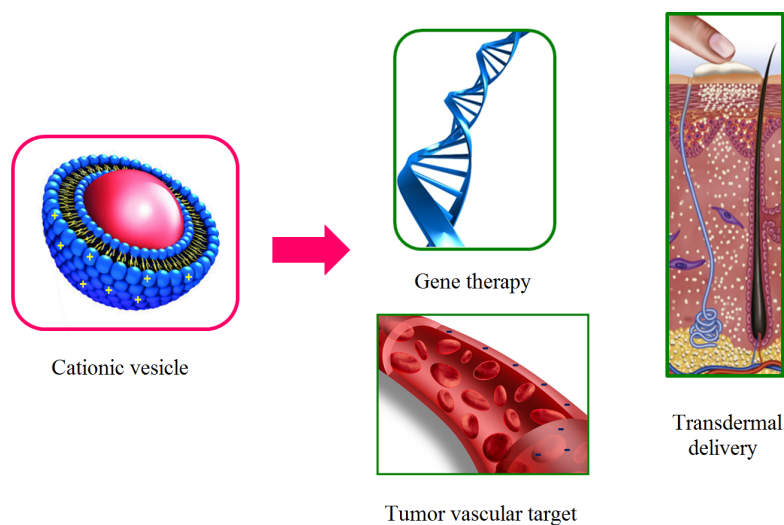 Cationic vesicle
Gene therapy
Tumor vascular target
Transdermal
delivery